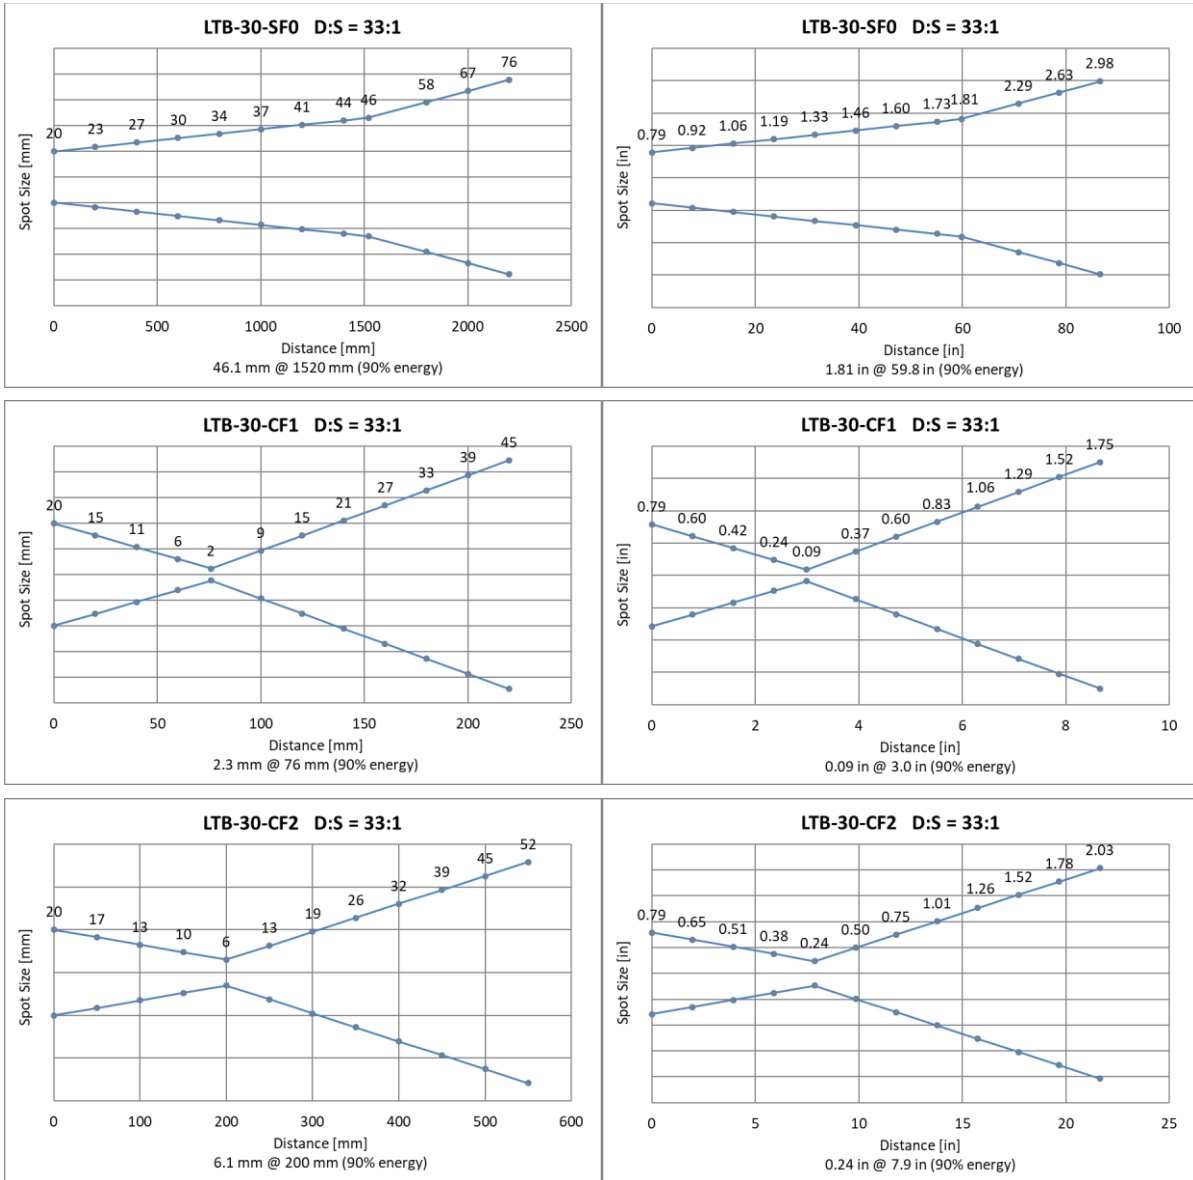 LTB-30-SF0 D:S = 33:1
Spot Size [mm]
20 23 27 30 34 37 41 44 46 58 67 76
0 500 1000 1500 2000 2500
Distance [mm]
46.1 mm @ 1520 mm (90% energy)
LTB-30-SF0 D:S = 33:1
Spot Size [in]
0.79 0.92 1.06 1.19 1.33 1.46 1.60 1.73 1.81 2.29 2.63 2.98
0 20 40 60 80 100
Distance [in]
1.81 in @ 59.8 in (90% energy)
LTB-30-CF1 D:S = 33:1
Spot Size [mm]
20 15 11 6 2 9 15 21 27 33 39 45
0 50 100 150 200 250
Distance [mm]
2.3 mm @ 76 mm (90% energy)
LTB-30-CF1 D:S = 33:1
Spot Size [in]
0.79 0.60 0.42 0.24 0.09 0.37 0.60 0.83 1.06 1.29 1.52 1.75
0 2 4 6 8 10
Distance [in]
0.09 in @ 3.0 in (90% energy)
LTB-30-CF2 D:S = 33:1
Spot Size [mm]
20 17 13 10 6 13 19 26 32 39 45 52
0 100 200 300 400 500 600
Distance [mm]
6.1 mm @ 200 mm (90% energy)
LTB-30-CF2 D:S = 33:1
Spot Size [in]
0.79 0.65 0.51 0.38 0.24 0.50 0.75 1.01 1.26 1.52 1.78 2.03
0 5 10 15 20 25
Distance [in]
0.24 in @ 7.9 in (90% energy)